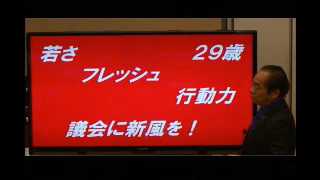 若さ　２９歳
フレッシュ
行動力
議会に新風を！